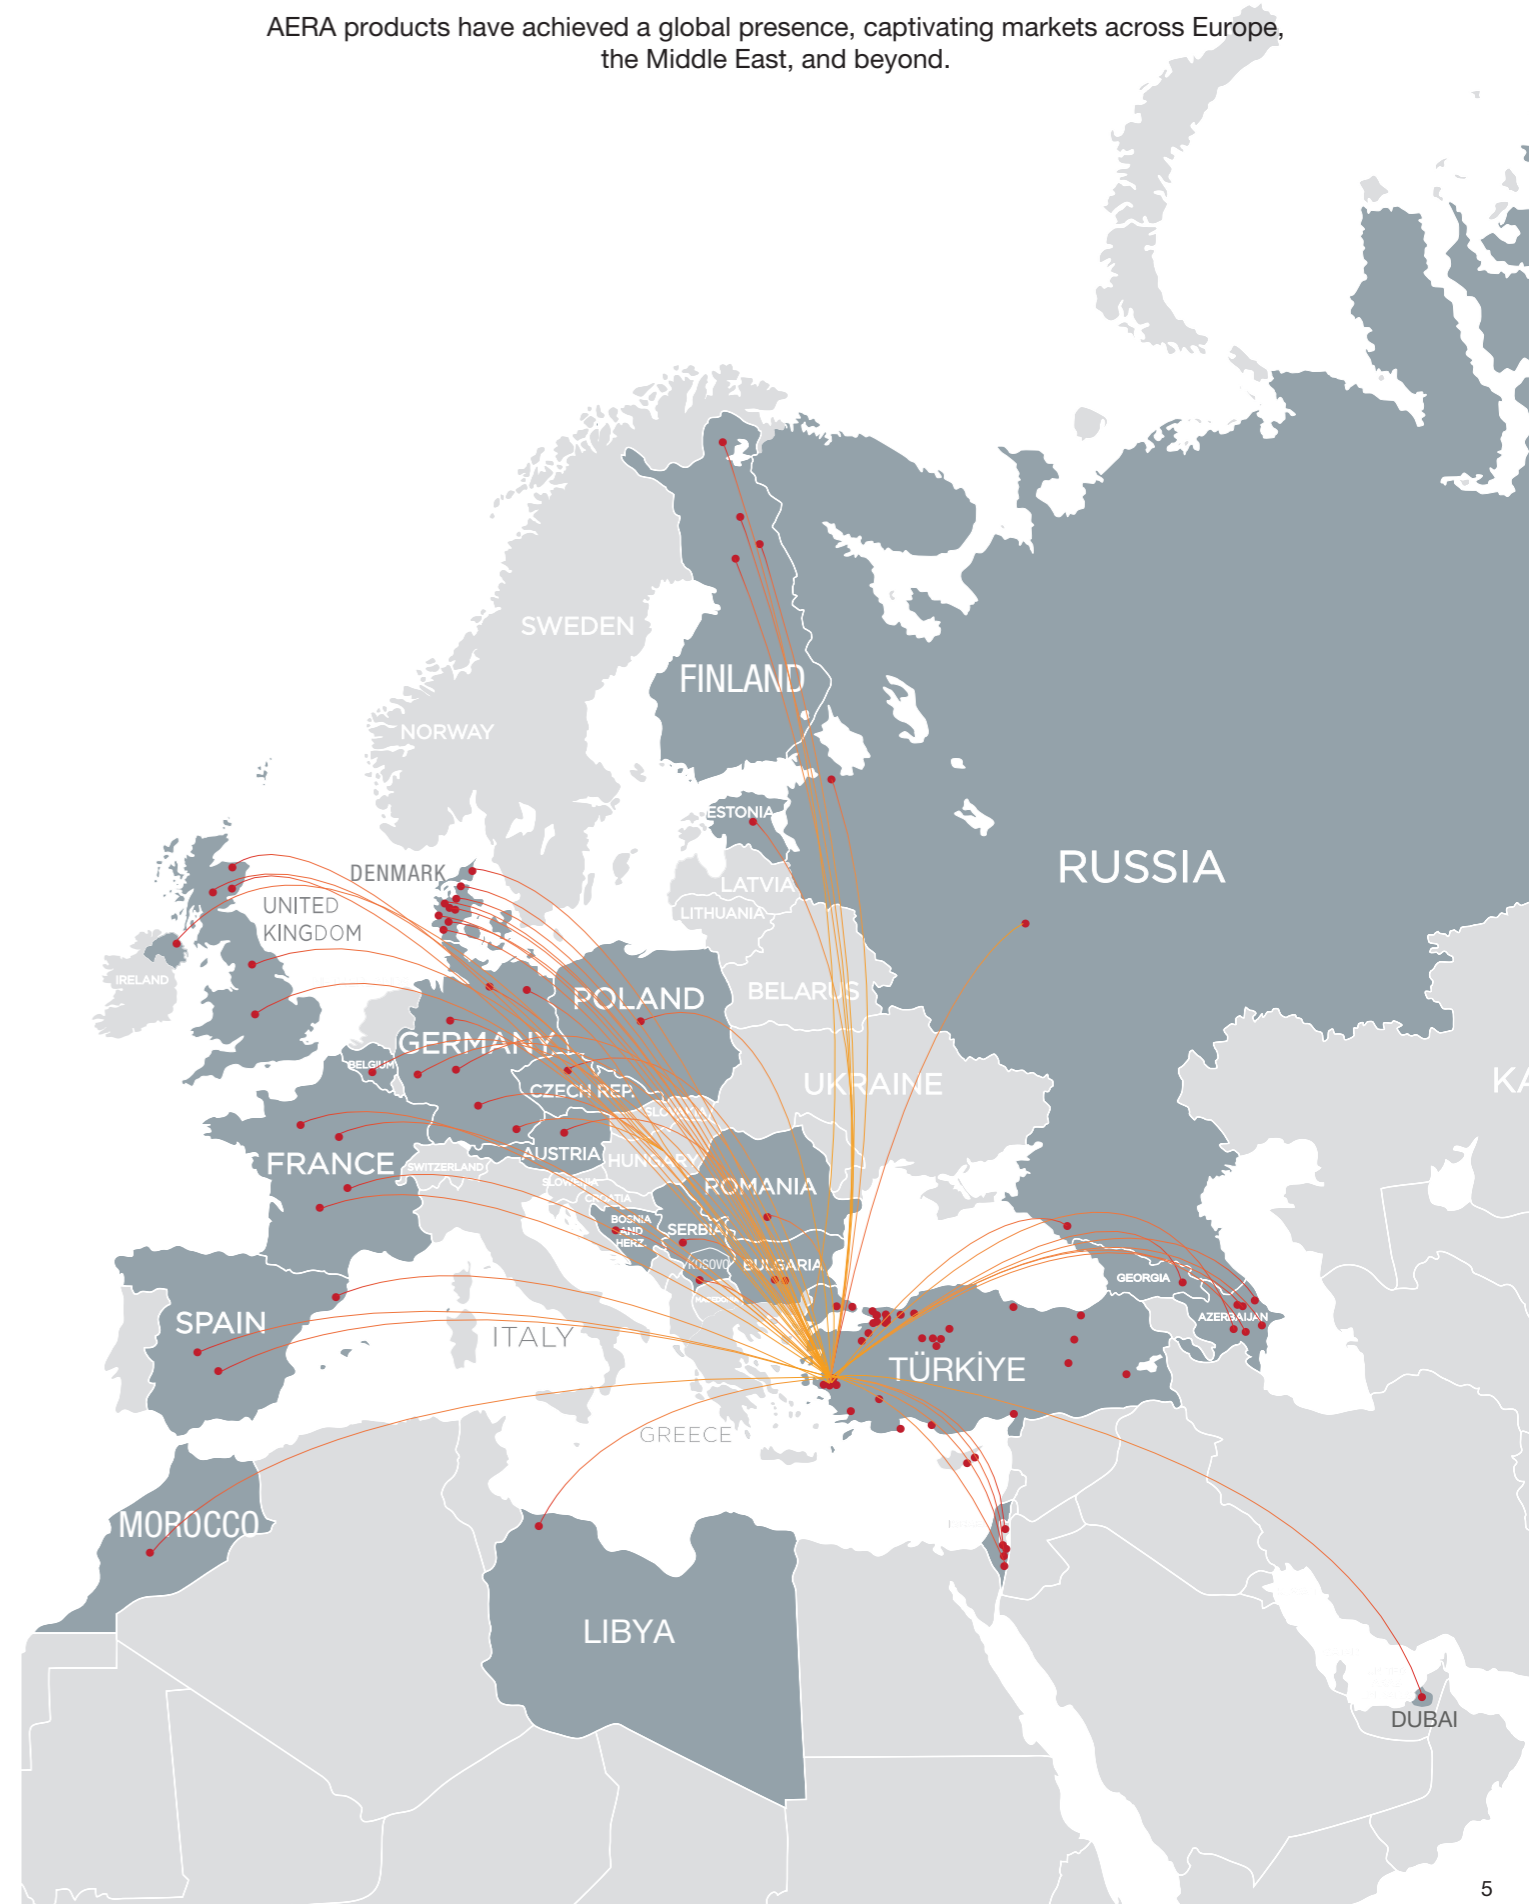 AERA products have achieved a global presence, captivating markets across Europe,
the Middle East, and beyond.
SWEDEN
FINLAND
NORWAY
ESTONIA
RUSSIA
DENMARK
LATVIA
UNITED
KINGDOM
LITHUANIA
IRELAND
POLAND
BELARUS
GERMANY
BELGIUM
UKRAINE
KA
CZECH REP.
SLOVAKIA
FRANCE
SWITZERLAND
AUSTRIA
HUNGARY
SLOVENIA
ROMANIA
CROATIA
BOSNIA
AND
HERZ.
SERBIA
KOSOVO
BULGARIA
GEORGIA
AZERBAIJAN
SPAIN
ITALY
TÜRKİYE
GREECE
MOROCCO
LIBYA
DUBAI
5